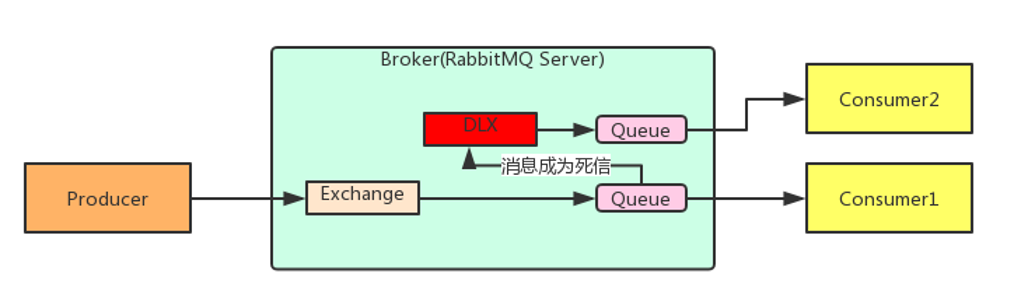 Broker(RabbitMQ Server)
Consumer2
DLX
Queue
消息成为死信
Producer
Exchange
Queue
Consumer1